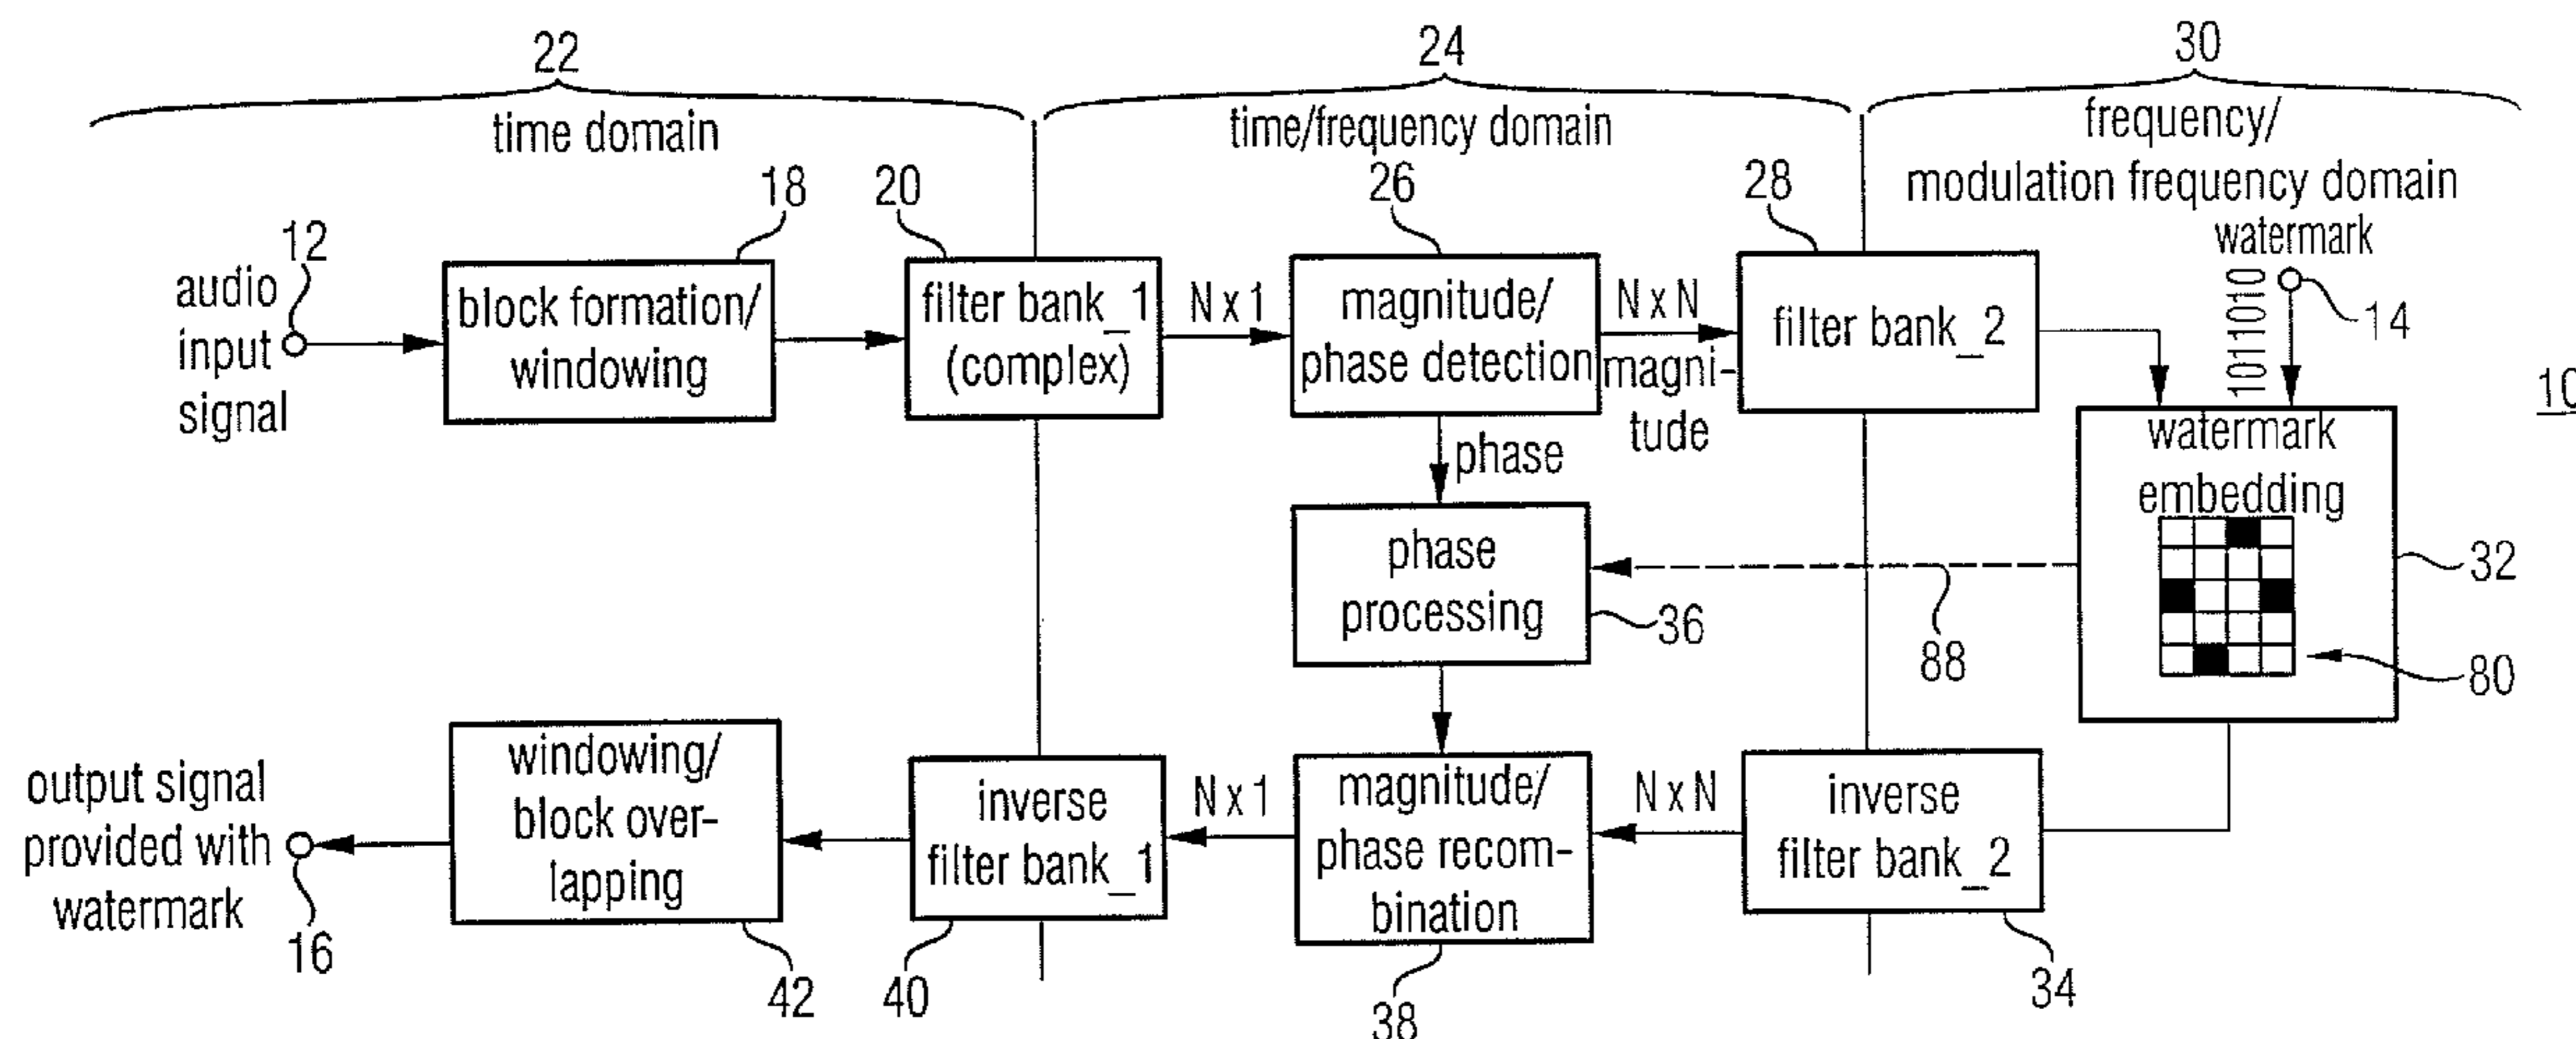 22
24
30
time domain
time/frequency domain
frequency/
modulation frequency domain
18
20
26
28
watermark
12
14
10110101
audio
input
signal
block formation/
windowing
filter bank_1
(complex)
N x 1
magnitude/
phase detection
N x N
magni-
tude
filter bank_2
10
phase
watermark
embedding
phase
processing
36
88
32
80
output signal
provided with
watermark
16
windowing/
block over-
lapping
42
inverse
filter bank_1
40
N x 1
magnitude/
phase recom-
bination
38
N x N
inverse
filter bank_2
34